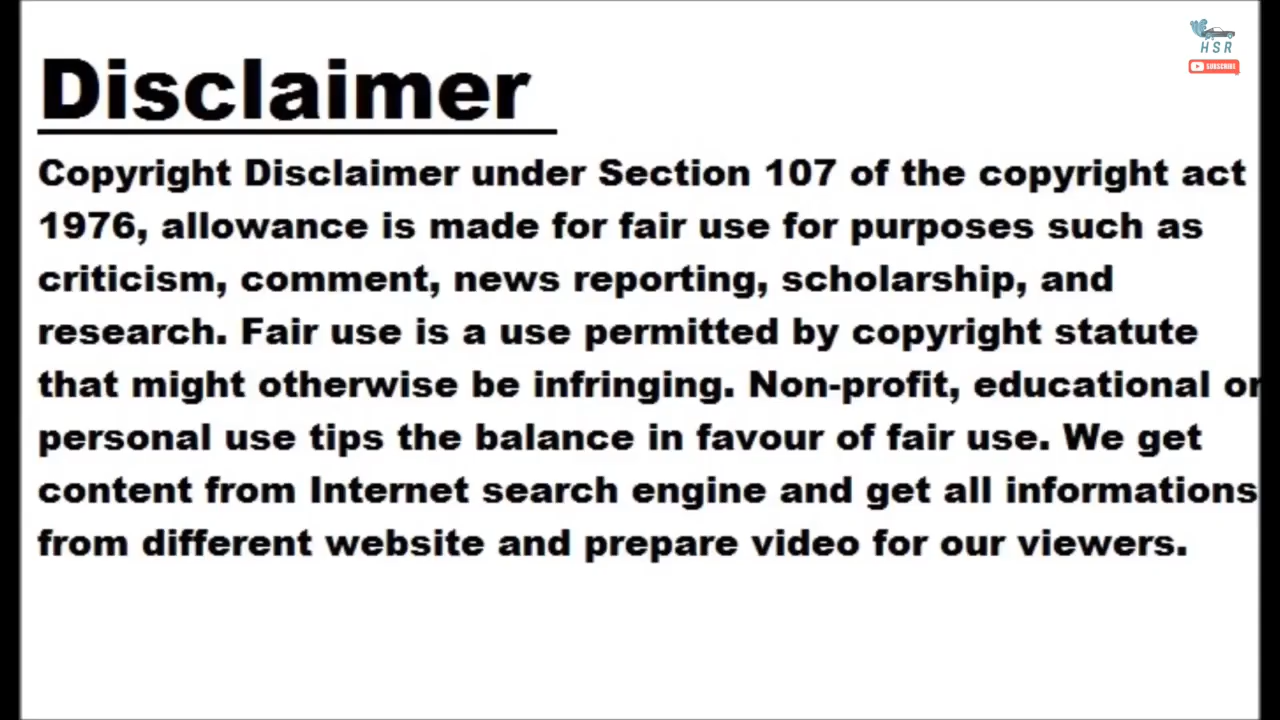 HSR
SUBSCRIBE
Disclaimer
Copyright Disclaimer under Section 107 of the copyright act
1976, allowance is made for fair use for purposes such as
criticism, comment, news reporting, scholarship, and
research. Fair use is a use permitted by copyright statute
that might otherwise be infringing. Non-profit, educational or
personal use tips the balance in favour of fair use. We get
content from Internet search engine and get all informations
from different website and prepare video for our viewers.